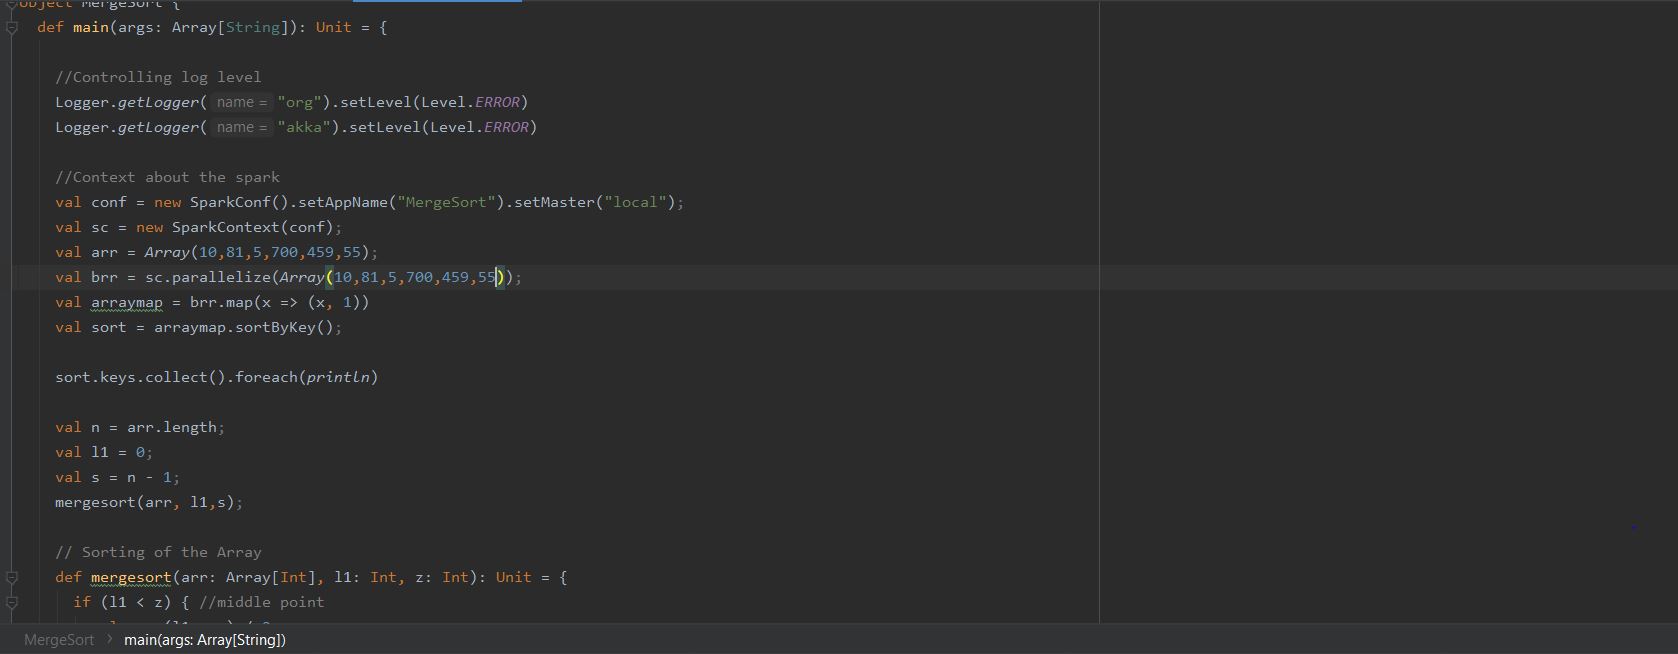 object MergeSort {
def main(args: Array[String]): Unit = {
//Controlling log level
Logger.getLogger( name = "org").setLevel(Level.ERROR)
Logger.getLogger( name = "akka").setLevel(Level.ERROR)
//Context about the spark
val conf = new SparkConf().setAppName("MergeSort").setMaster("local");
val sc = new SparkContext(conf);
val arr = Array(10,81,5,700,459,55);
val brr = sc.parallelize(Array(10,81,5,700,459,55));
val arraymap = brr.map(x => (x, 1))
val sort = arraymap.sortByKey();
sort.keys.collect().foreach(println)
val n = arr.length;
val l1 = 0;
val s = n - 1;
mergesort(arr, l1,s);
// Sorting of the Array
def mergesort(arr: Array[Int], l1: Int, z: Int): Unit = {
if (l1 < z) { //middle point
MergeSort > main(args: Array[String])